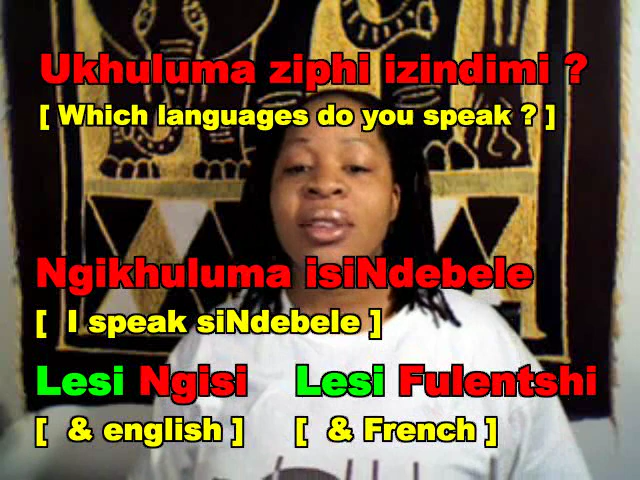 Ukhuluma ziphi izindimi ?
[ Which languages do you speak ? ]
Ngikhuluma isiNdebele
[ I speak siNdebele ]
Lesi Ngisi Lesi Fulentshi
[ & english ] [ & French ]